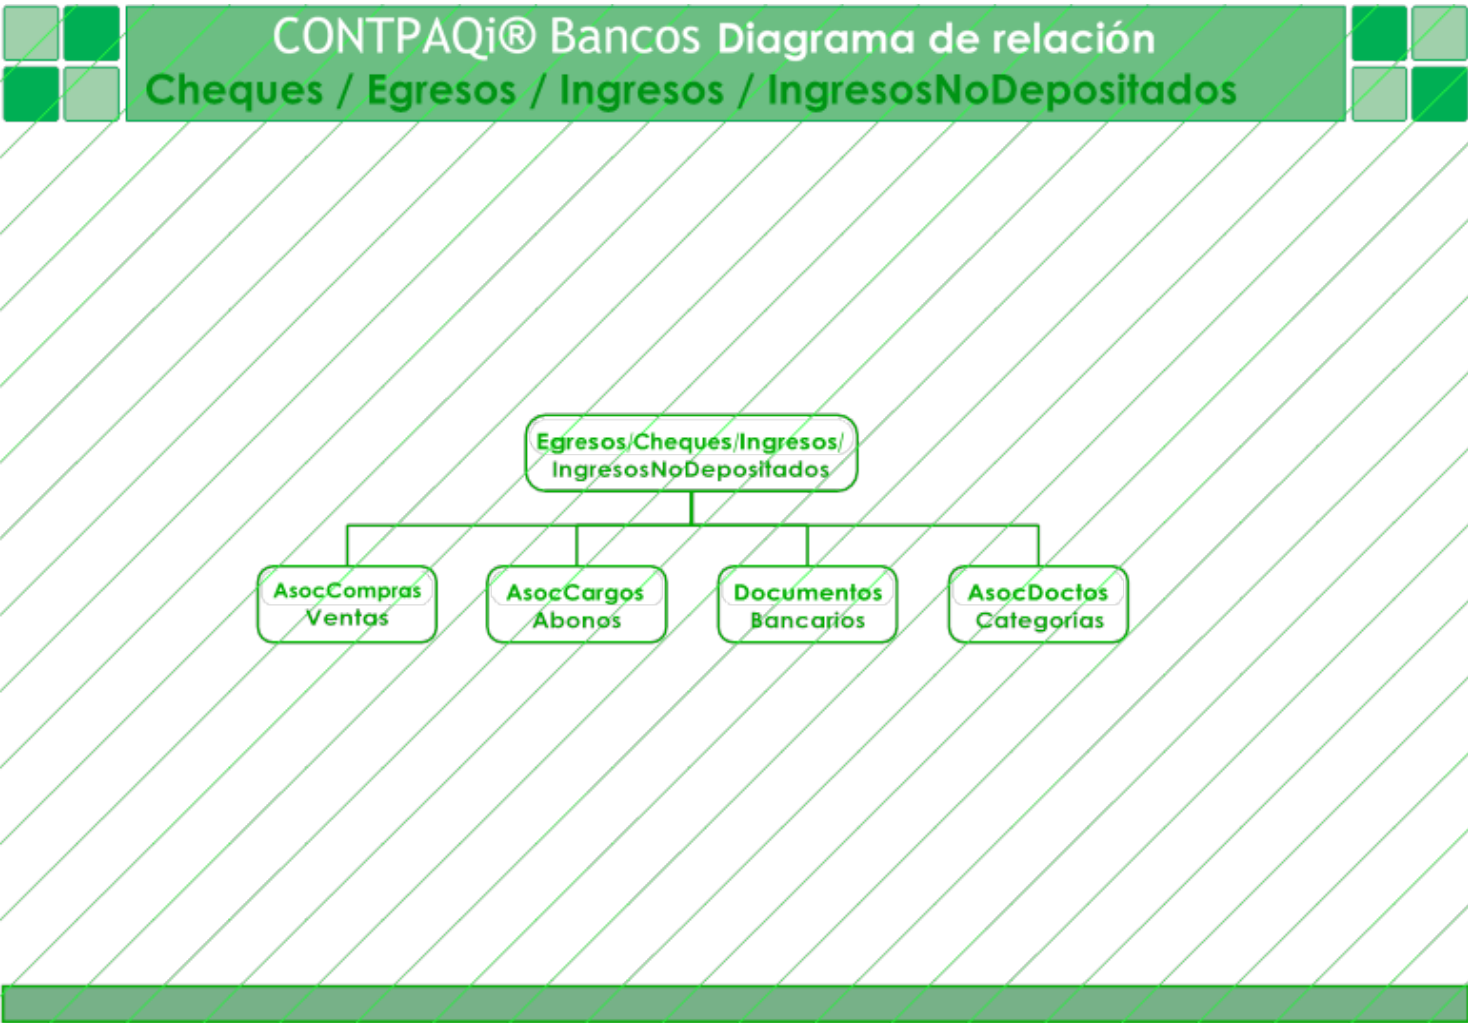 CONTPAQi® Bancos Diagrama de relación
Cheques / Egresos / Ingresos / IngresosNoDepositados
Egresos/Cheques/Ingresos/
IngresosNoDepositados
AsocCompras
Ventas
AsocCargos
Abonos
Documentos
Bancarios
AsocDoctos
Categorías